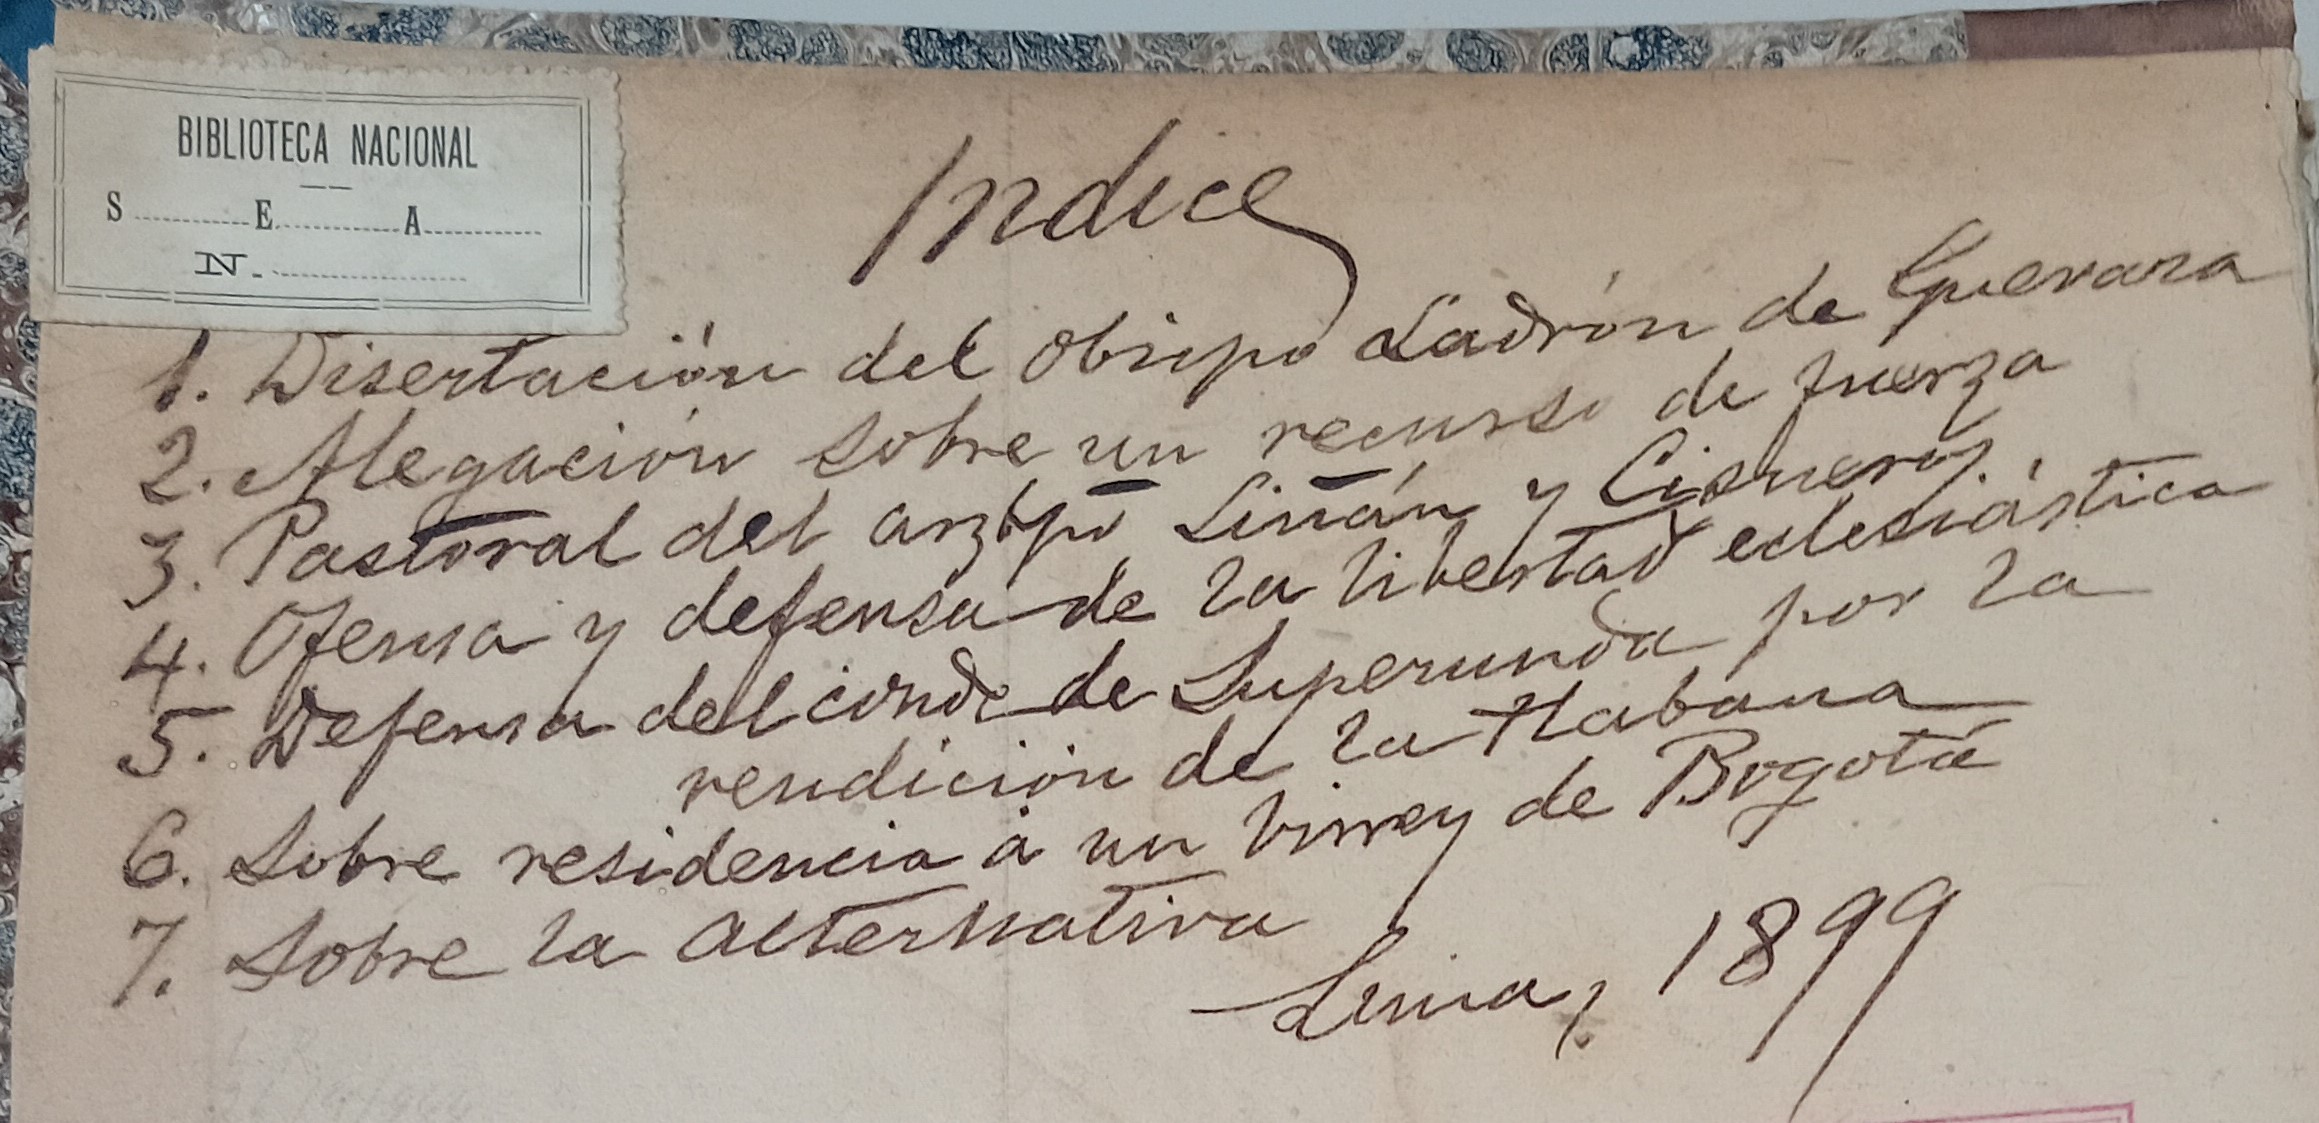 BIBLIOTECA NACIONAL
S E A
N.
Indice
1. Disertación del obispo Ladrón de Guevara
2. Alegación sobre un recurso de fuerza
3. Pastoral del arzbpo Liñán y Cisneros
4. Ofensa y defensa de la libertad eclesiástica
5. Defensa del conde de Superunda por la
rendición de la Habana
6. Sobre residencia á un virrey de Bogotá
7. Sobre la alternativa
Lima, 1899